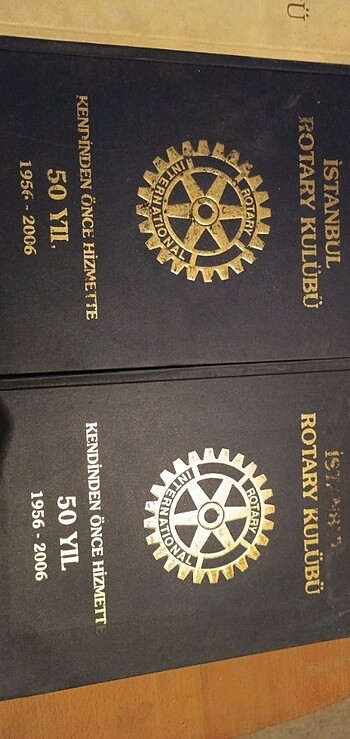 İSTANBUL
ROTARY KULÜBÜ
ROTARY
INTERNATIONAL
KENDİNDEN ÖNCE HİZMETTE
50 YIL
1956 - 2006
ROTARY KULÜBÜ
ROTARY
INTERNATIONAL
KENDİNDEN ÖNCE HİZMETTE
50 YIL
1956 - 2006